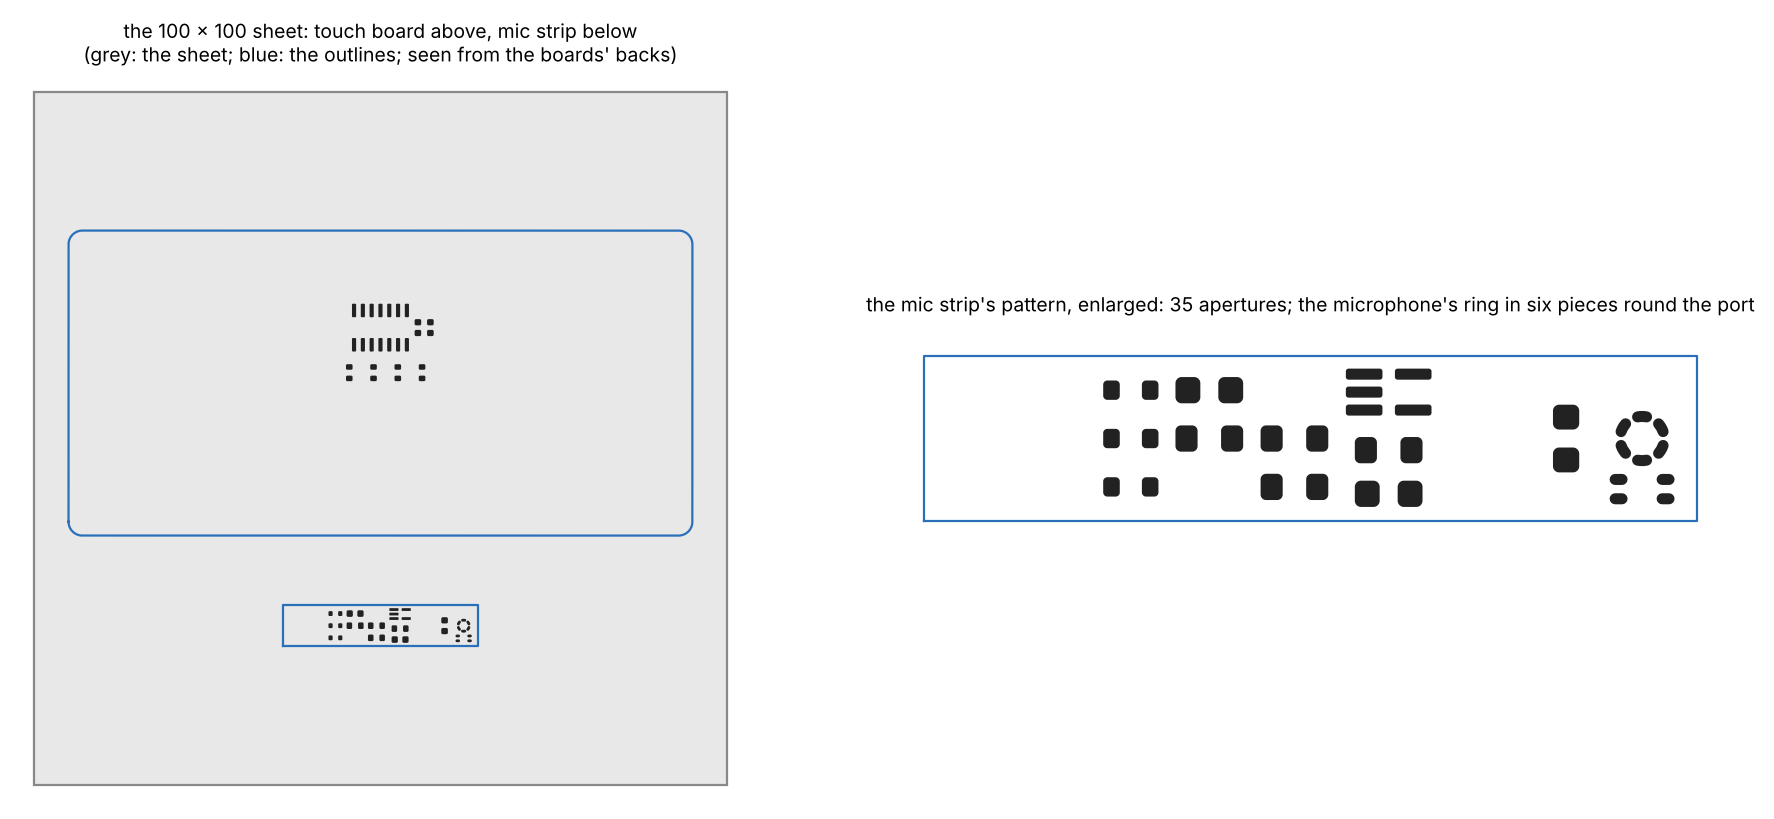 the 100 × 100 sheet: touch board above, mic strip below
(grey: the sheet; blue: the outlines; seen from the boards' backs)
the mic strip's pattern, enlarged: 35 apertures; the microphone's ring in six pieces round the port